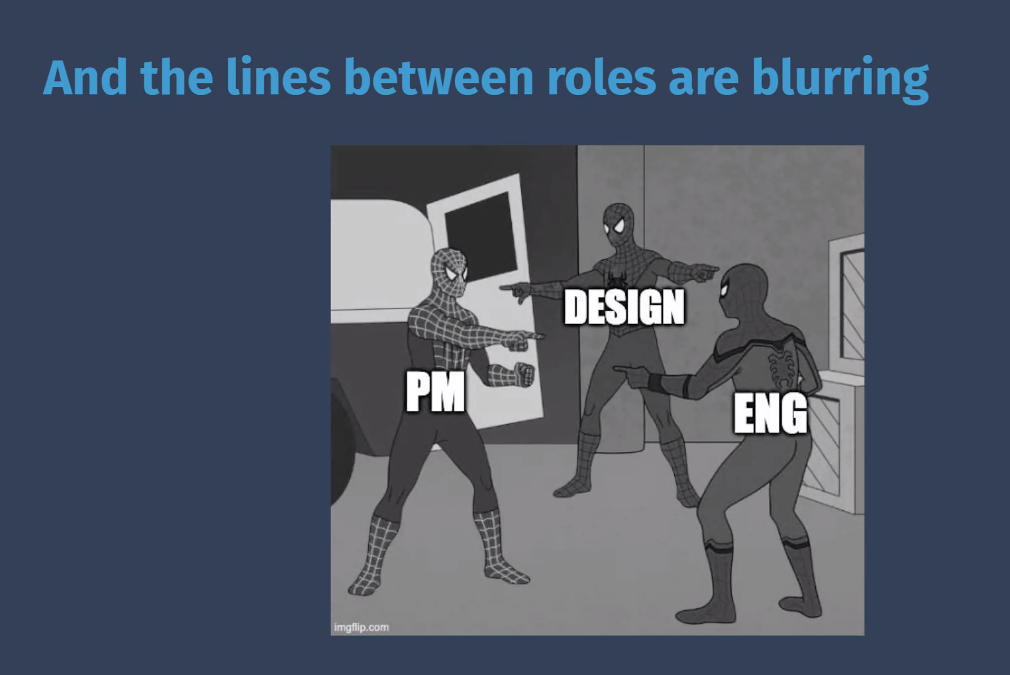 And the lines between roles are blurring
DESIGN
PM
ENG
imgflip.com